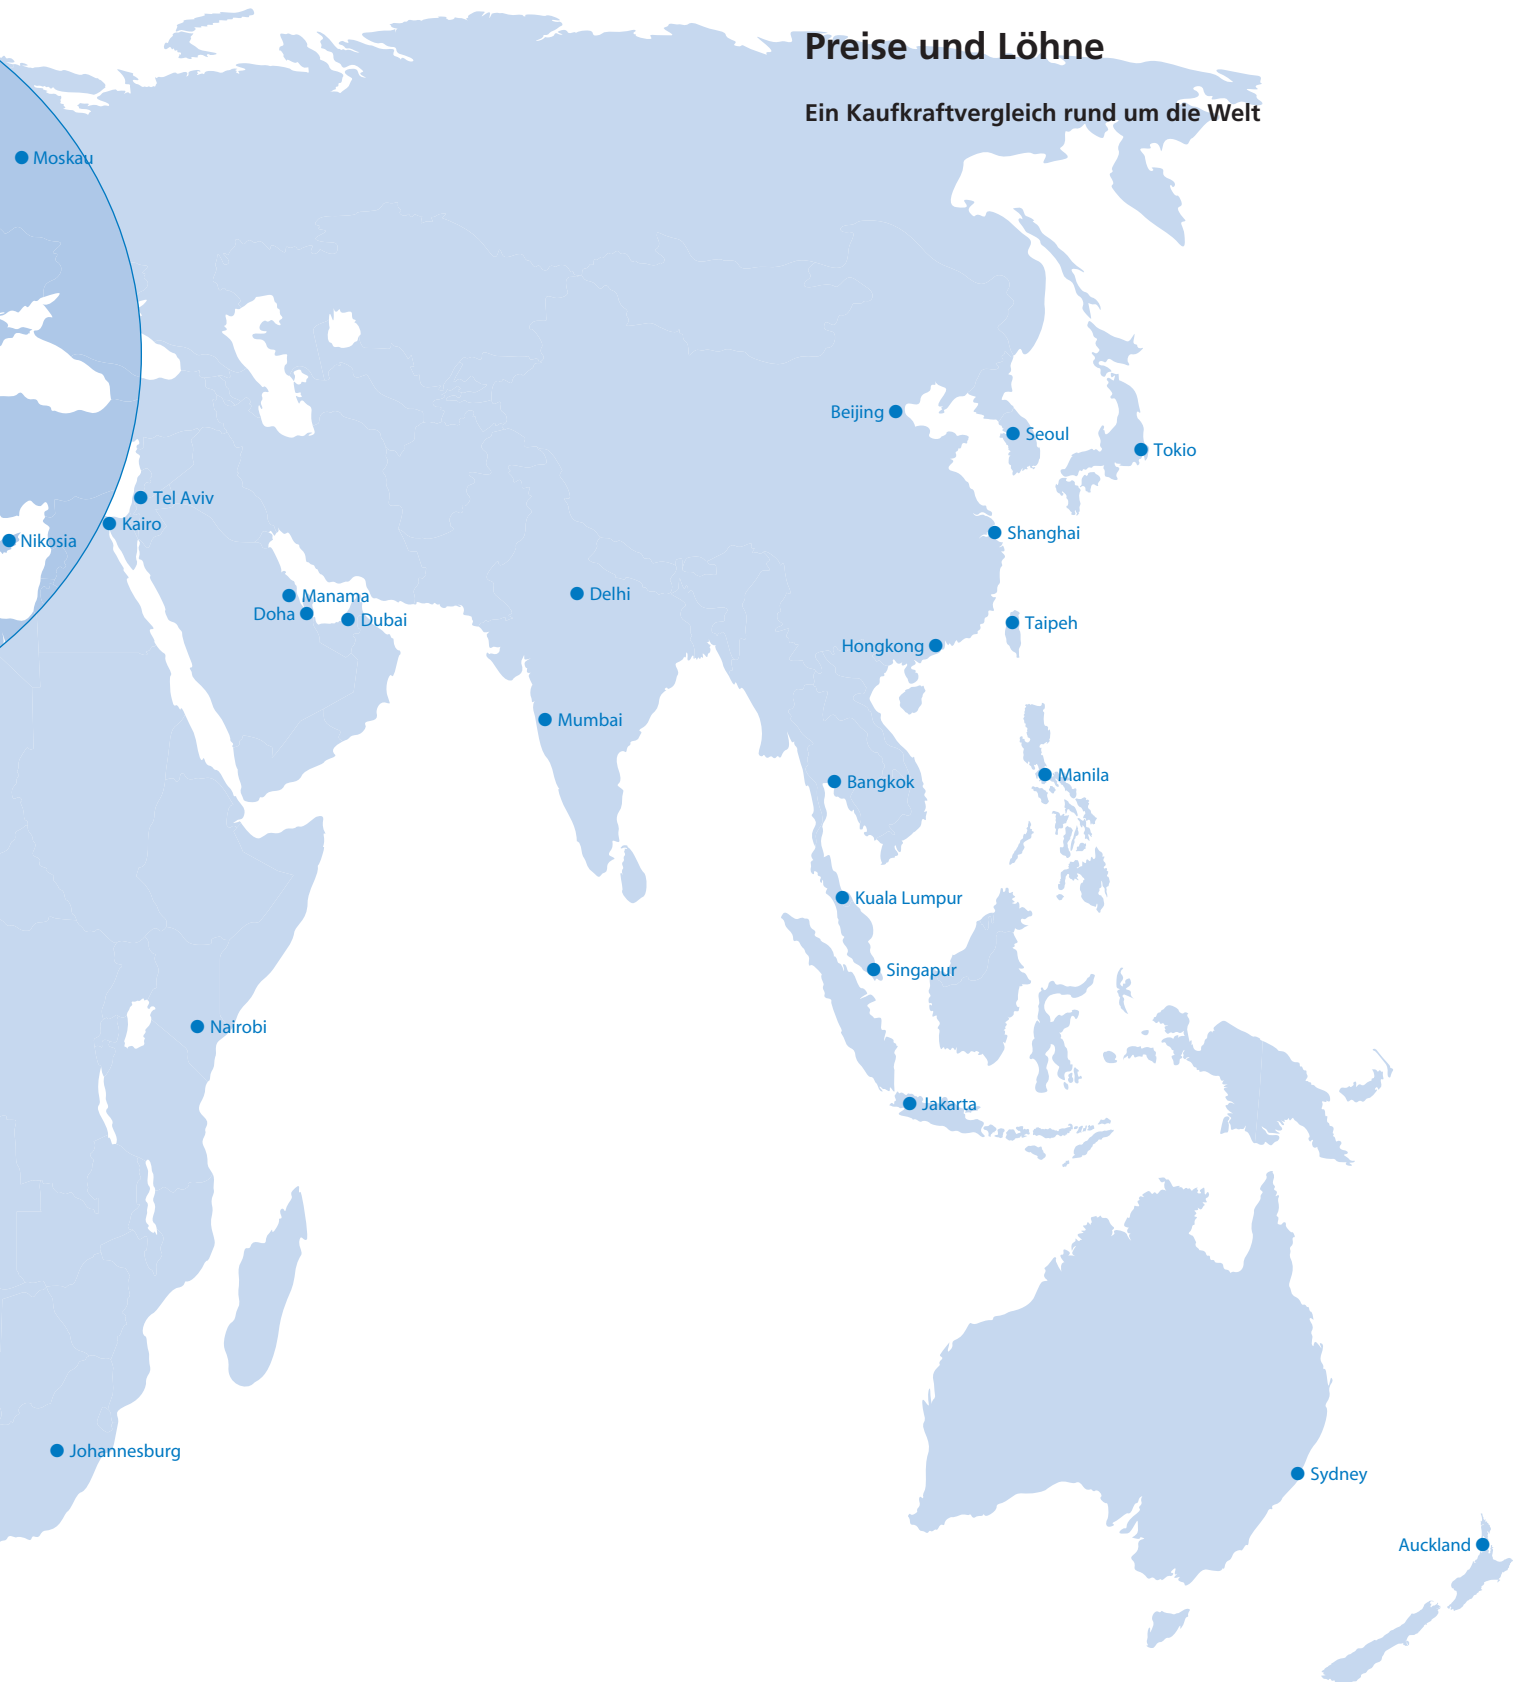 Preise und Löhne
Ein Kaufkraftvergleich rund um die Welt
Moskau
Beijing
Seoul
Tokio
Tel Aviv
Kairo
Nikosia
Shanghai
Manama
Delhi
Doha
Dubai
Taipeh
Hongkong
Mumbai
Manila
Bangkok
Kuala Lumpur
Singapur
Nairobi
Jakarta
Johannesburg
Sydney
Auckland